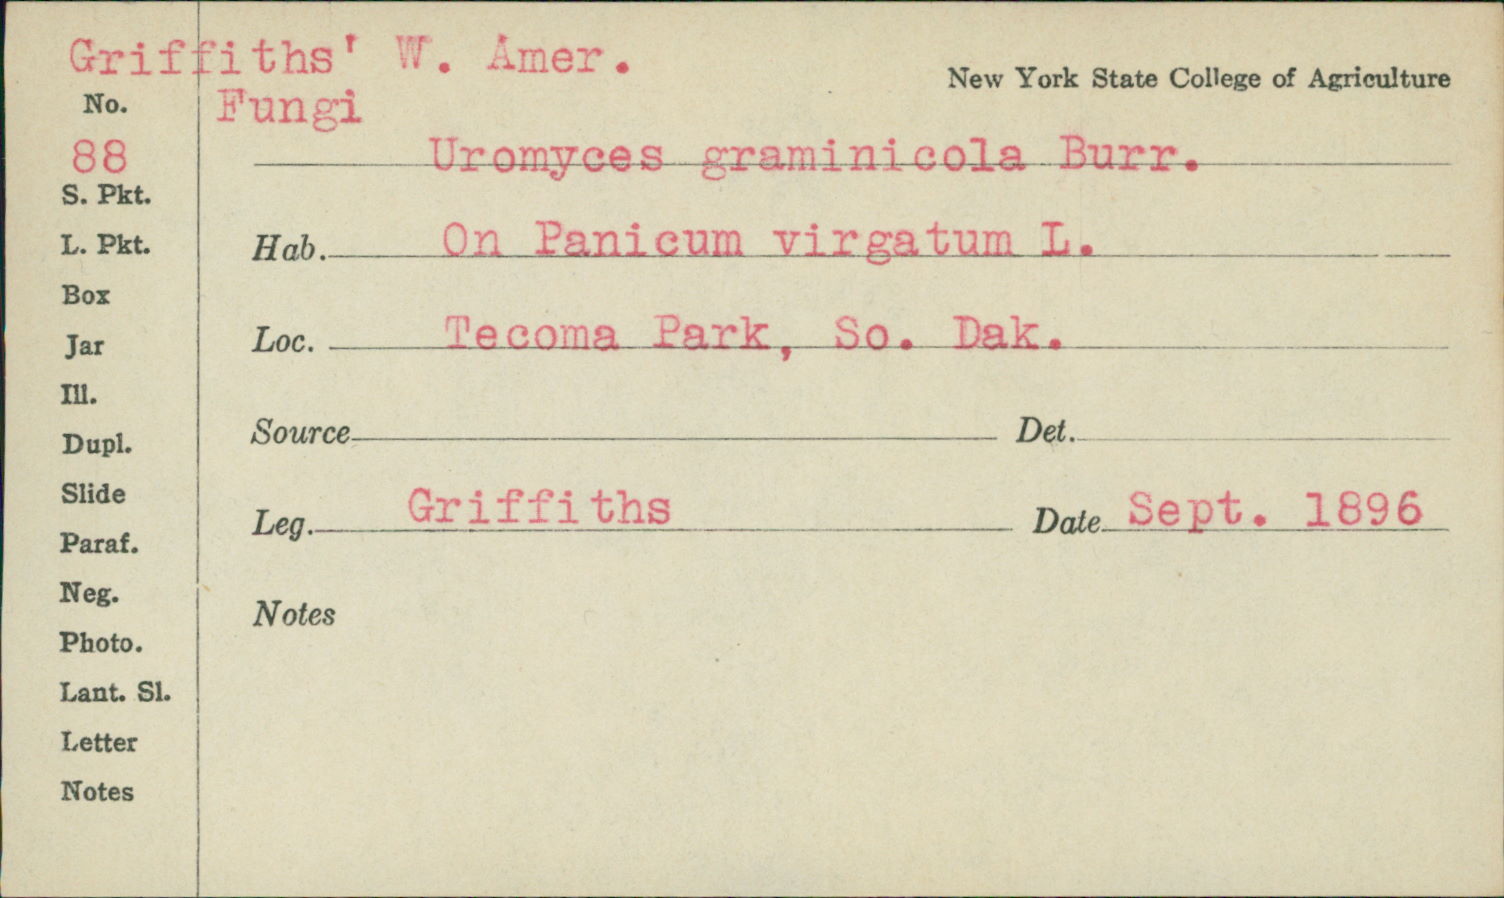 Griffiths' W. Amer.
New York State College of Agriculture
No. Fungi
88 Uromyces graminicola Burr.
S. Pkt.
L. Pkt.
Hab. On Panicum virgatum L.
Box
Jar
Loc. Tecoma Park, So. Dak.
Ill.
Dupl.
Source Det.
Slide
Leg. Griffiths Date Sept. 1896
Paraf.
Neg.
Notes
Photo.
Lant. Sl.
Letter
Notes